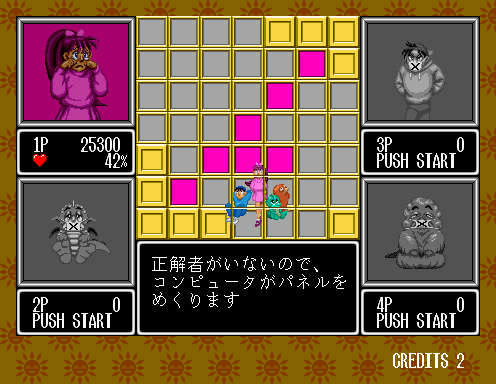 1P 25300
42%
3P 0
PUSH START
正解者がいないので、
コンピュータがパネルを
めくります
2P 0
PUSH START
4P 0
PUSH START
CREDITS 2